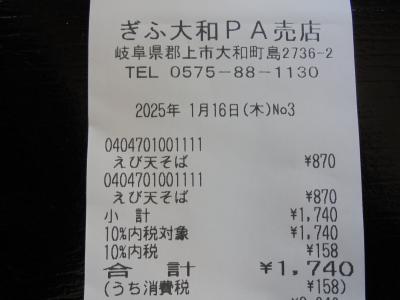 ぎふ大和PA売店
岐阜県郡上市大和町島2736-2
TEL 0575-88-1130
2025年 1月16日(木)No3
0404701001111
えび天そば ¥870
0404701001111
えび天そば ¥870
小 計 ¥1,740
10%内税対象 ¥1,740
10%内税 ¥158
合 計 ¥1,740
(うち消費税 ¥158)